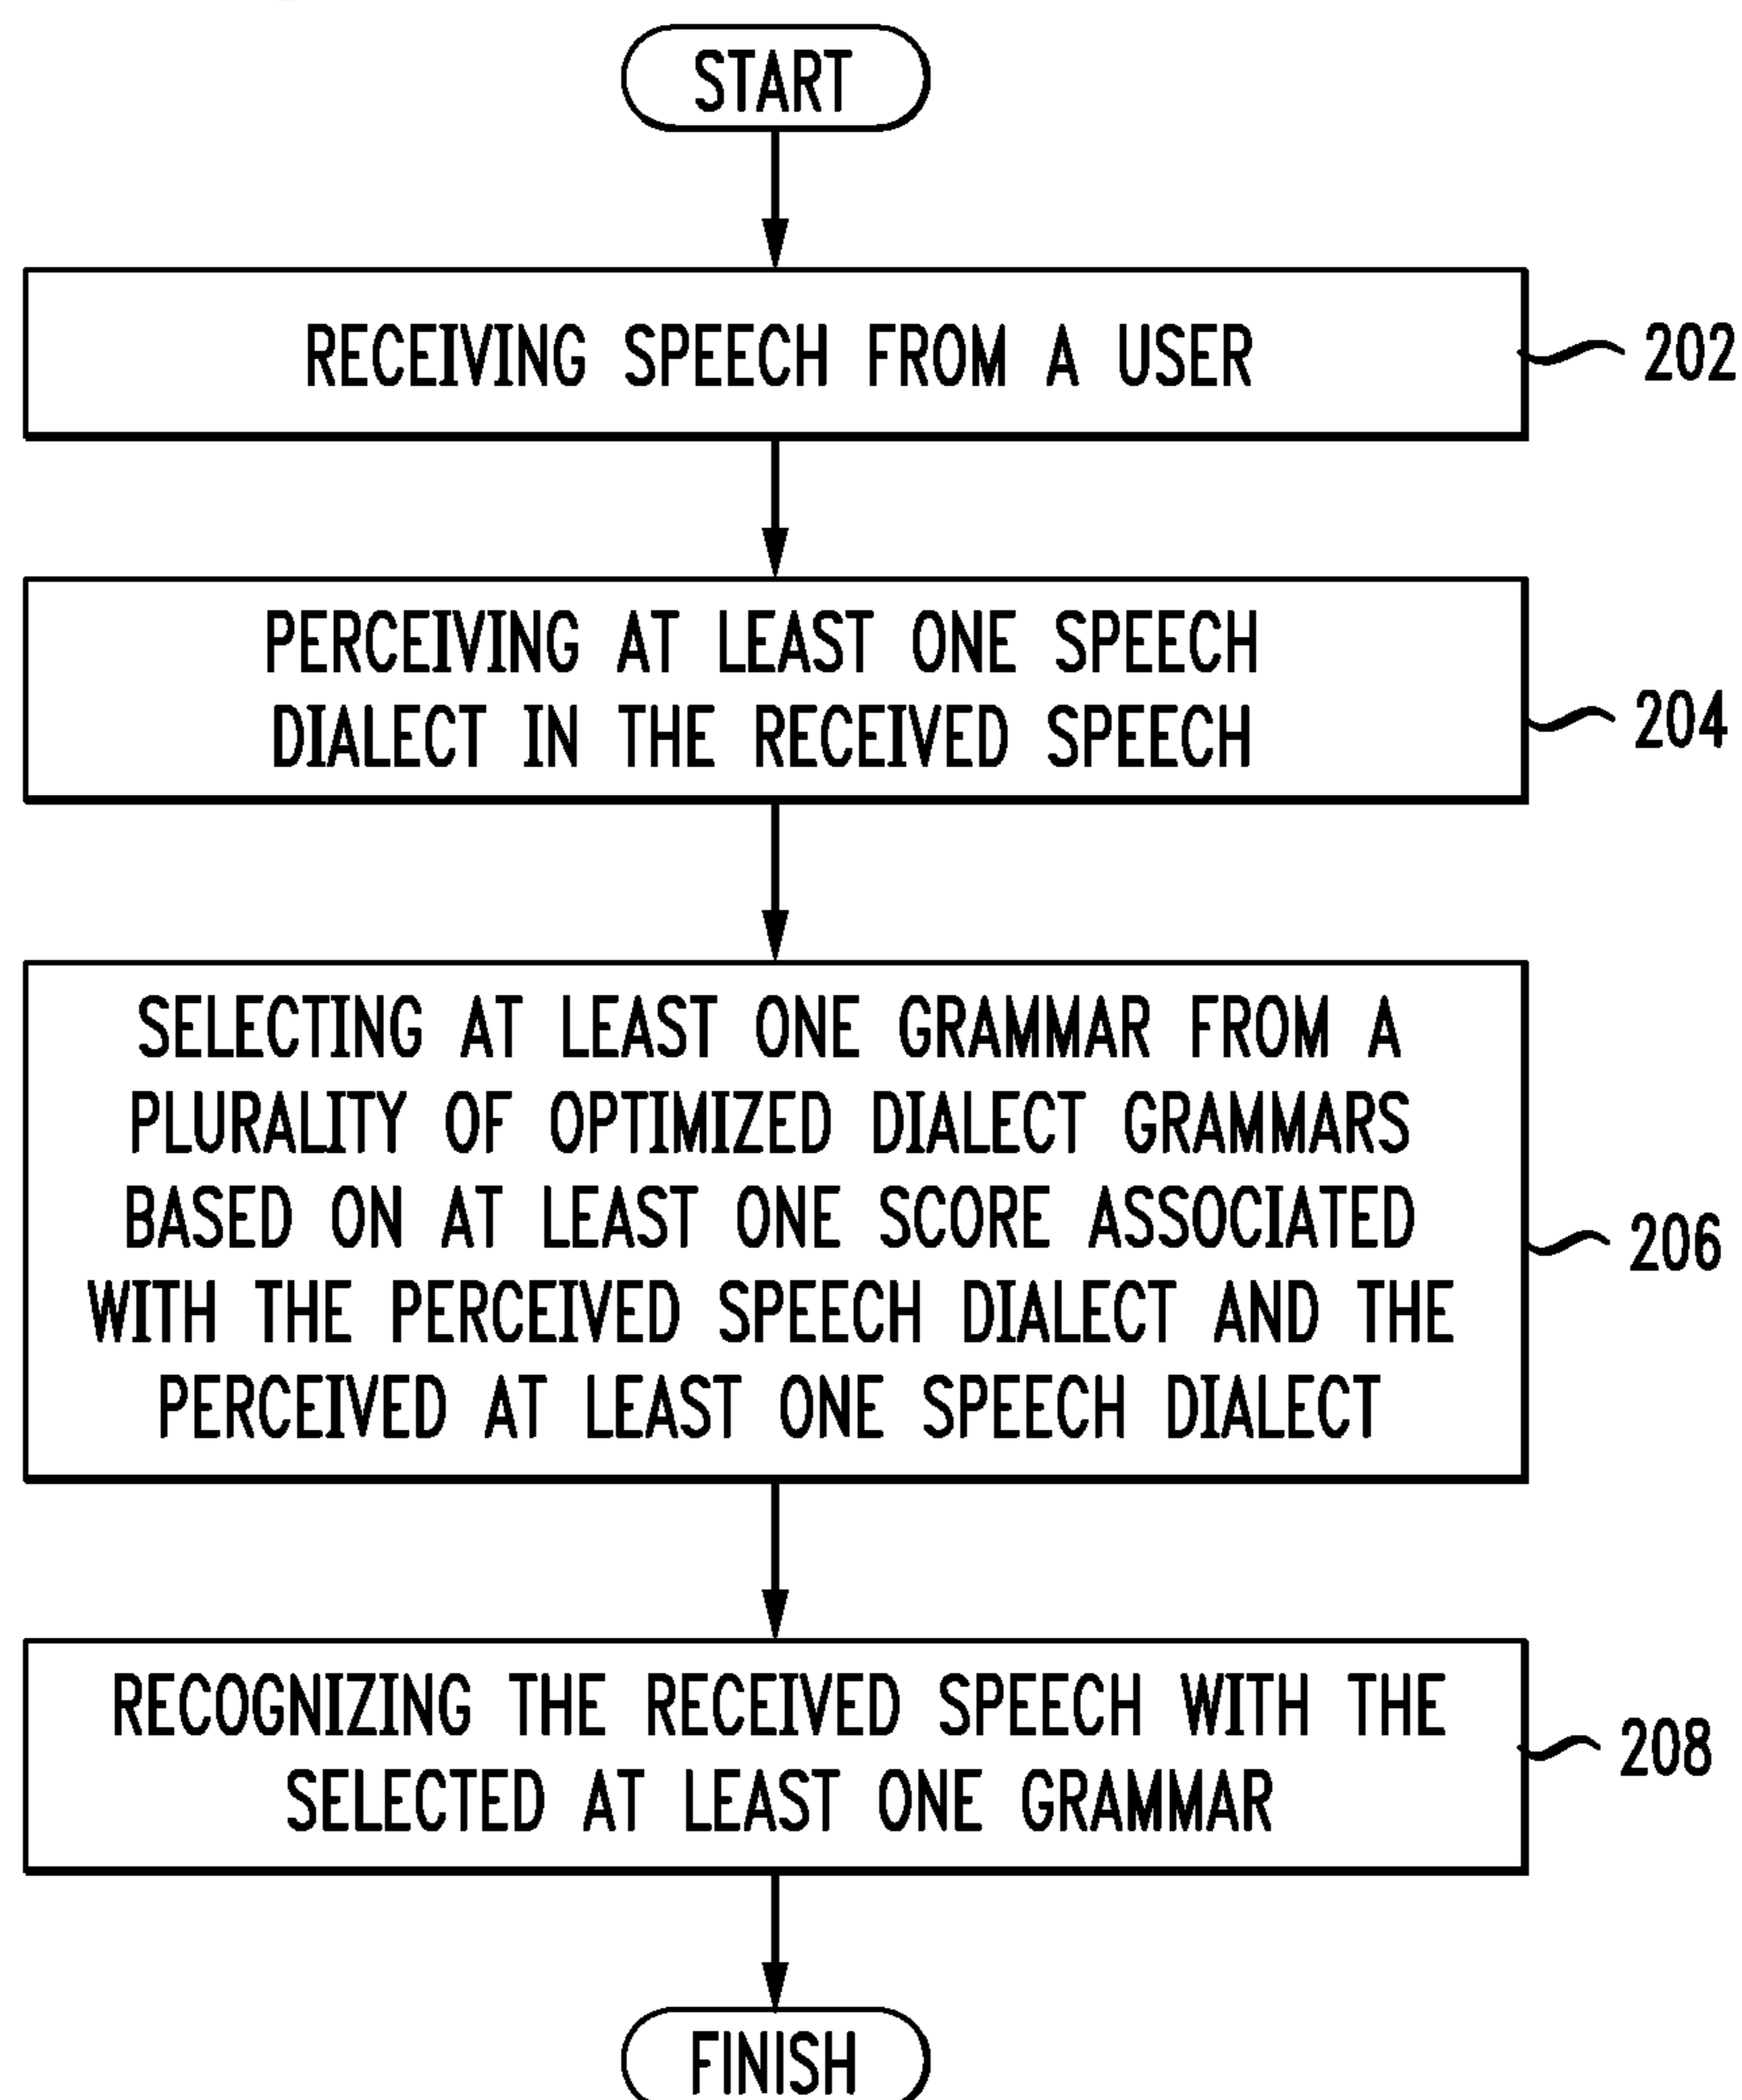 START
RECEIVING SPEECH FROM A USER
202
PERCEIVING AT LEAST ONE SPEECH
DIALECT IN THE RECEIVED SPEECH
204
SELECTING AT LEAST ONE GRAMMAR FROM A
PLURALITY OF OPTIMIZED DIALECT GRAMMARS
BASED ON AT LEAST ONE SCORE ASSOCIATED
WITH THE PERCEIVED SPEECH DIALECT AND THE
PERCEIVED AT LEAST ONE SPEECH DIALECT
206
RECOGNIZING THE RECEIVED SPEECH WITH THE
SELECTED AT LEAST ONE GRAMMAR
208
FINISH